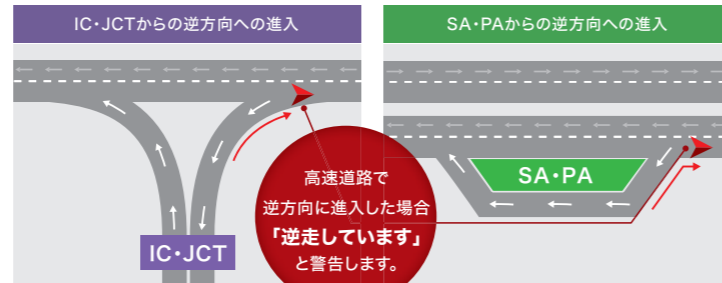 IC・JCTからの逆方向への進入
SA・PAからの逆方向への進入
高速道路で
逆方向に進入した場合
「逆走しています」
と警告します。
IC・JCT
SA・PA